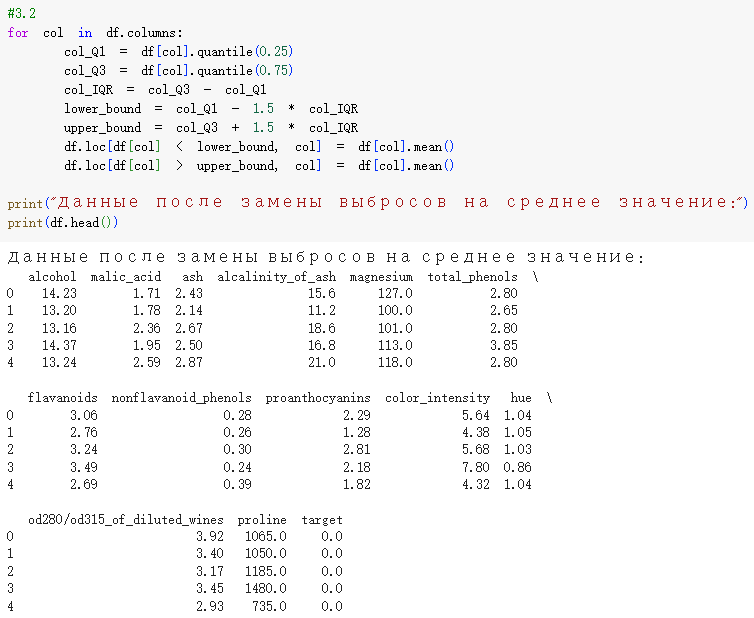 #3.2
for col in df.columns:
        col_Q1 = df[col].quantile(0.25)
        col_Q3 = df[col].quantile(0.75)
        col_IQR = col_Q3 - col_Q1
        lower_bound = col_Q1 - 1.5 * col_IQR
        upper_bound = col_Q3 + 1.5 * col_IQR
        df.loc[df[col] < lower_bound, col] = df[col].mean()
        df.loc[df[col] > upper_bound, col] = df[col].mean()
print("Данные после замены выбросов на среднее значение:")
print(df.head())
Данные после замены выбросов на среднее значение:
   alcohol  malic_acid   ash  alcalinity_of_ash  magnesium  total_phenols  \
0    14.23        1.71  2.43               15.6      127.0           2.80
1    13.20        1.78  2.14               11.2      100.0           2.65
2    13.16        2.36  2.67               18.6      101.0           2.80
3    14.37        1.95  2.50               16.8      113.0           3.85
4    13.24        2.59  2.87               21.0      118.0           2.80
   flavanoids  nonflavanoid_phenols  proanthocyanins  color_intensity   hue  \
0        3.06                  0.28             2.29             5.64  1.04
1        2.76                  0.26             1.28             4.38  1.05
2        3.24                  0.30             2.81             5.68  1.03
3        3.49                  0.24             2.18             7.80  0.86
4        2.69                  0.39             1.82             4.32  1.04
   od280/od315_of_diluted_wines  proline  target
0                          3.92   1065.0     0.0
1                          3.40   1050.0     0.0
2                          3.17   1185.0     0.0
3                          3.45   1480.0     0.0
4                          2.93    735.0     0.0